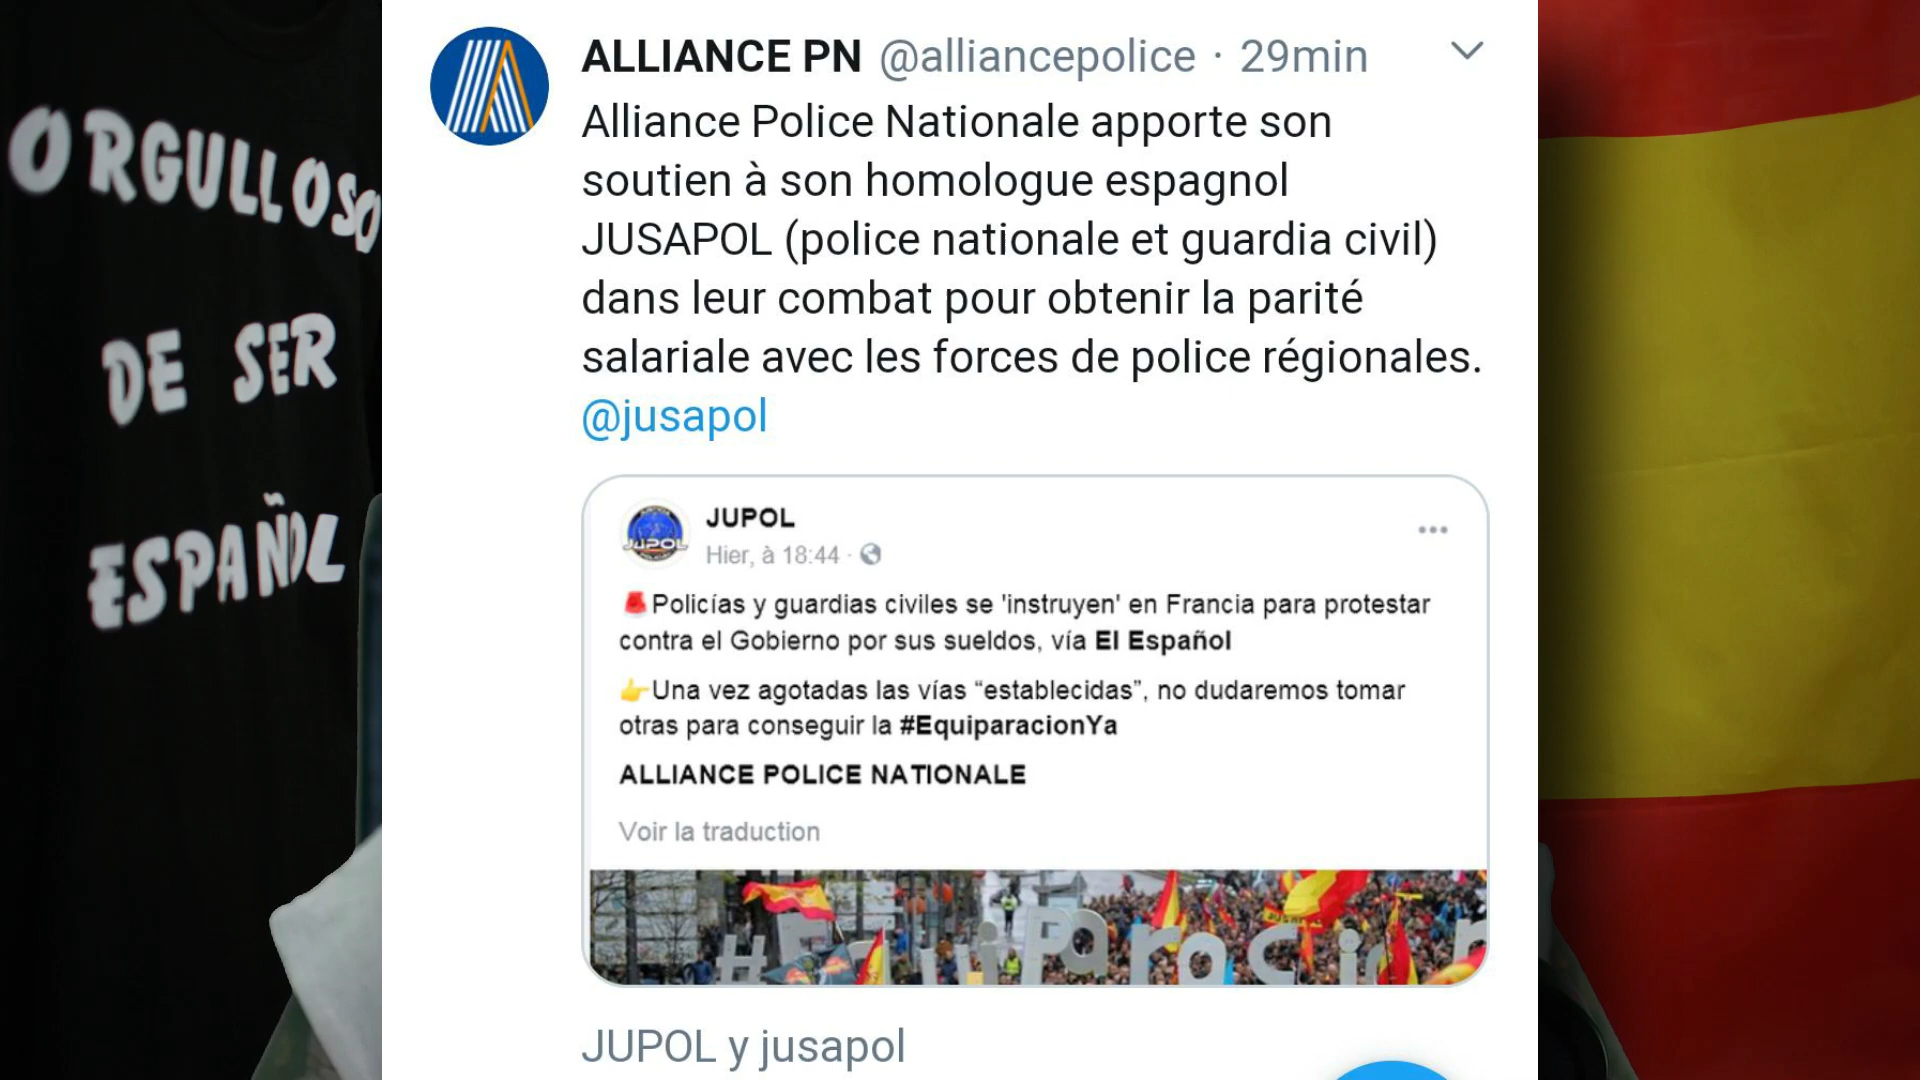 ORGULLOSO
DE SER
ESPAÑOL
ALLIANCE PN @alliancepolice · 29min
Alliance Police Nationale apporte son
soutien à son homologue espagnol
JUSAPOL (police nationale et guardia civil)
dans leur combat pour obtenir la parité
salariale avec les forces de police régionales.
@jusapol
JUPOL
JUPOL
Hier, à 18:44 ·
Policías y guardias civiles se 'instruyen' en Francia para protestar
contra el Gobierno por sus sueldos, vía El Español
Una vez agotadas las vías “establecidas”, no dudaremos tomar
otras para conseguir la #EquiparacionYa
ALLIANCE POLICE NATIONALE
Voir la traduction
#EquiParacion
JUPOL y jusapol